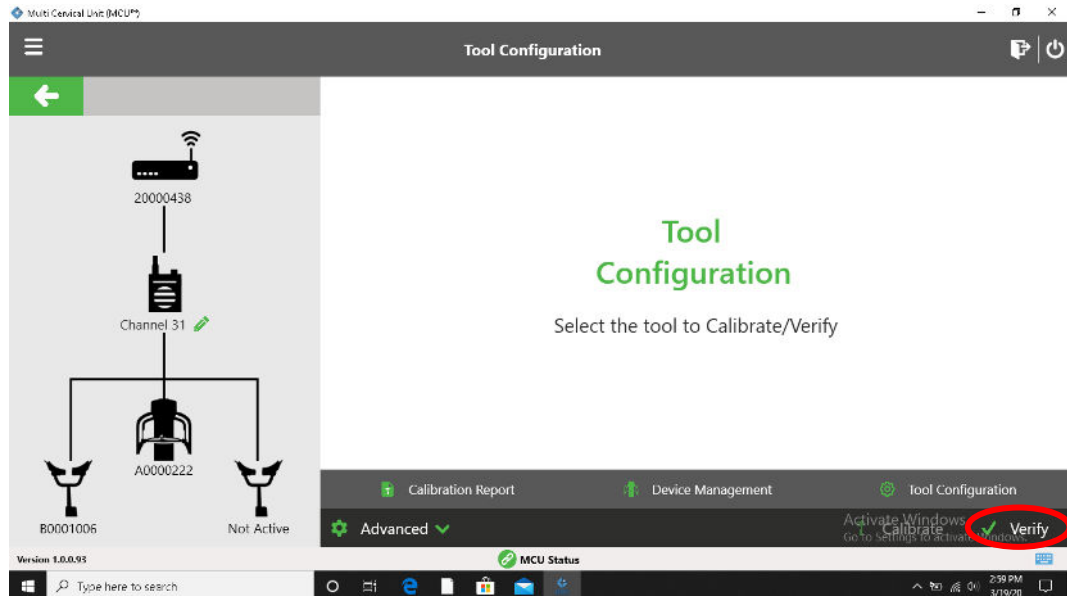 Multi Cervical Unit (MCU™)
Tool Configuration
20000438
Channel 31
A0000222
B0001006
Not Active
Tool
Configuration
Select the tool to Calibrate/Verify
Calibration Report
Device Management
Tool Configuration
Advanced
Calibrate
Verify
Activate Windows
Go to Settings to activate Windows.
Version 1.0.0.93
MCU Status
Type here to search
2:59 PM
3/19/20